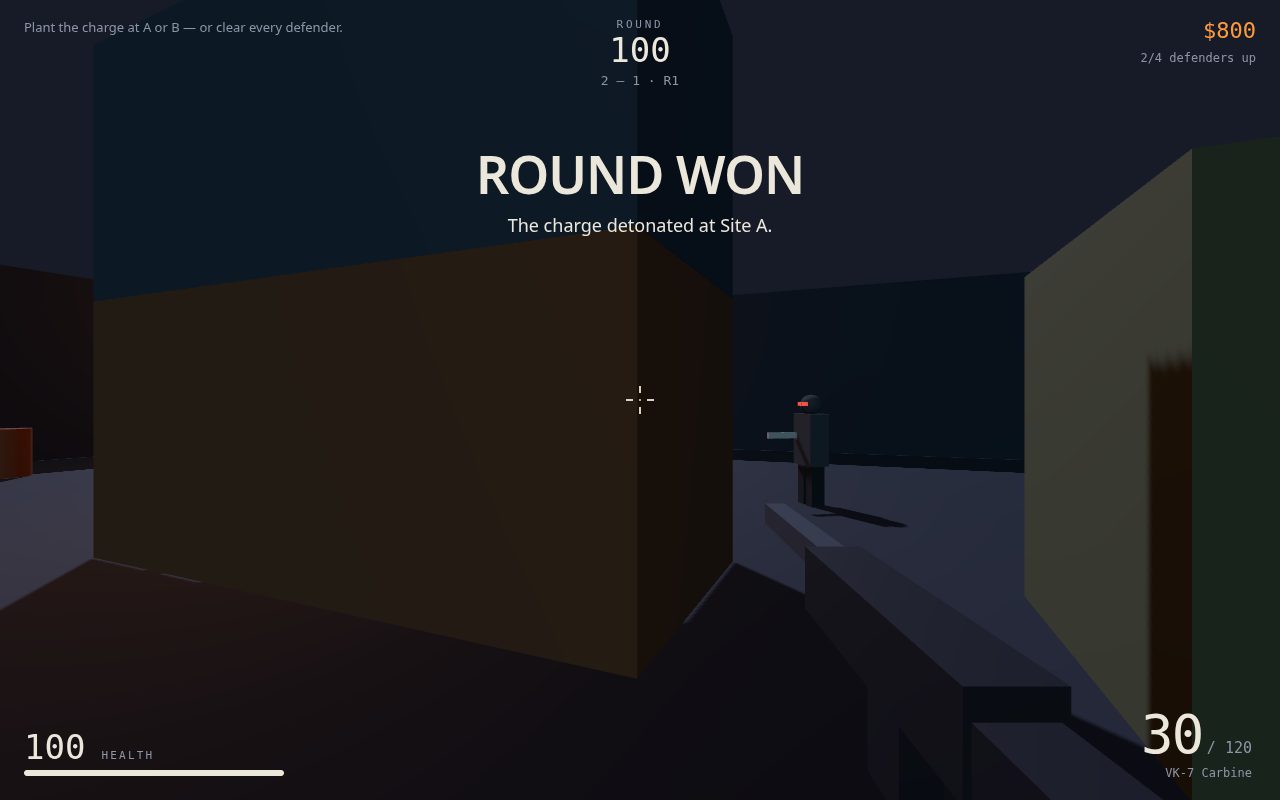 Plant the charge at A or B — or clear every defender.
ROUND
100
2 — 1 · R1
$800
2/4 defenders up
ROUND WON
The charge detonated at Site A.
100 HEALTH
30 / 120
VK-7 Carbine